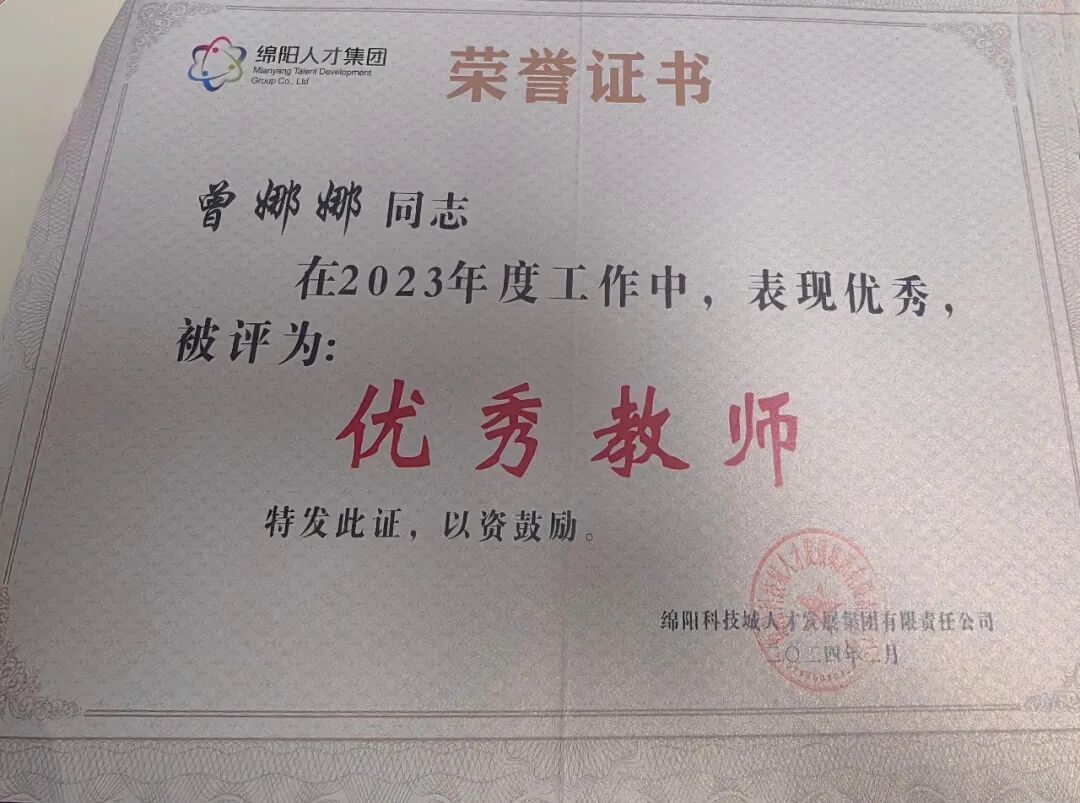 绵阳人才集团
Mianyang Talent Development
Group Co., Ltd
荣誉证书
曾娜娜 同志
在2023年度工作中，表现优秀，
被评为:
优秀教师
特发此证，以资鼓励。
绵阳科技城人才发展集团有限责任公司
二〇二四年二月